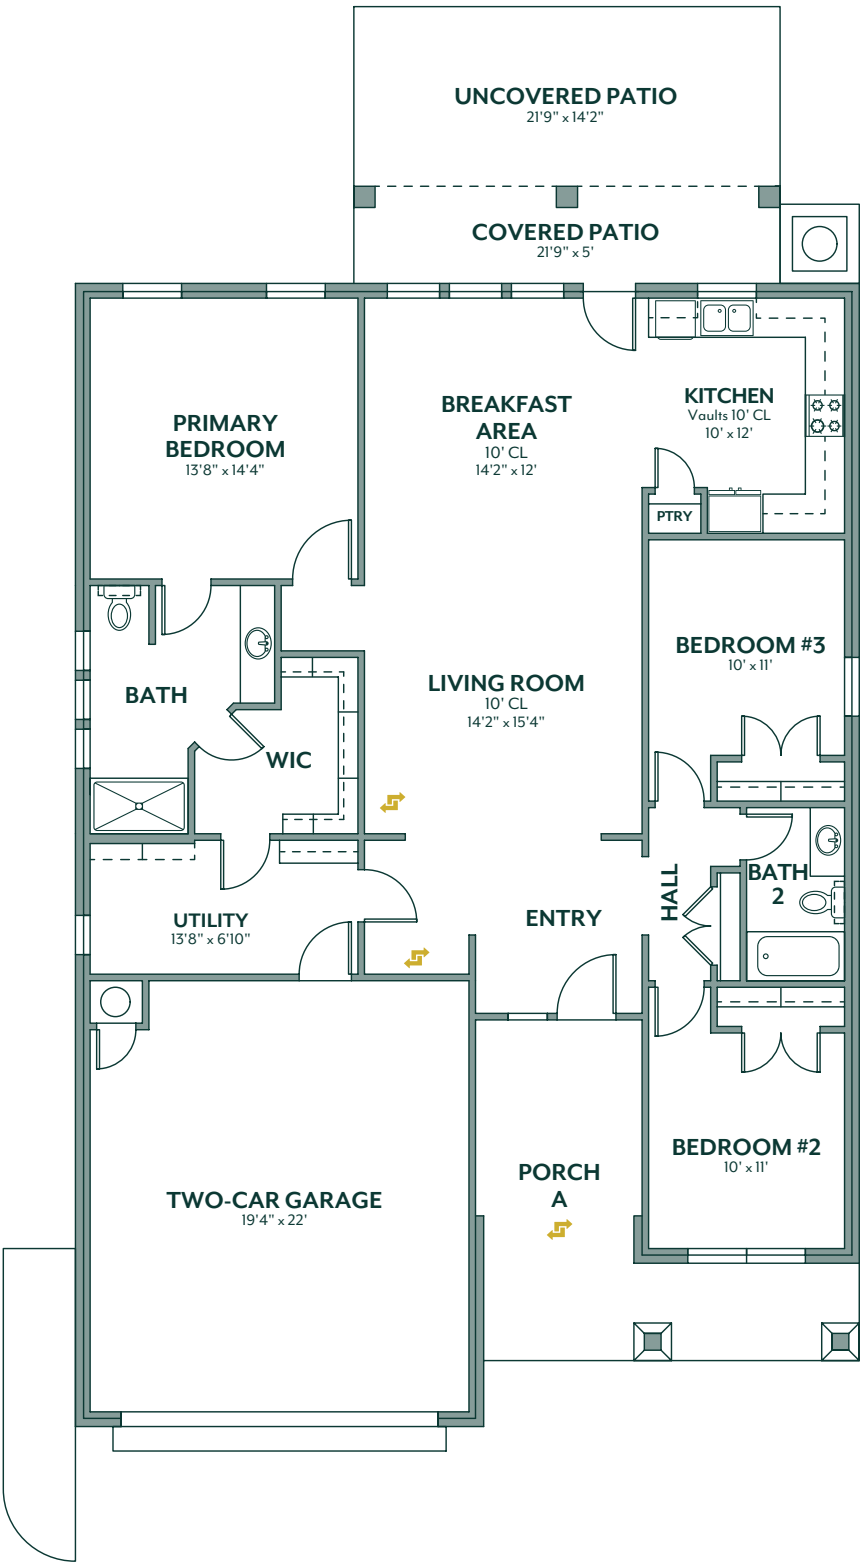 UNCOVERED PATIO
21'9" x 14'2"
COVERED PATIO
21'9" x 5'
PRIMARY
BEDROOM
13'8" x 14'4"
BREAKFAST
AREA
10' CL
14'2" x 12'
KITCHEN
Vaults 10' CL
10' x 12'
PTRY
BEDROOM #3
10' x 11'
LIVING ROOM
10' CL
14'2" x 15'4"
BATH
WIC
UTILITY
13'8" x 6'10"
ENTRY
HALL
BATH
2
BEDROOM #2
10' x 11'
PORCH
A
TWO-CAR GARAGE
19'4" x 22'